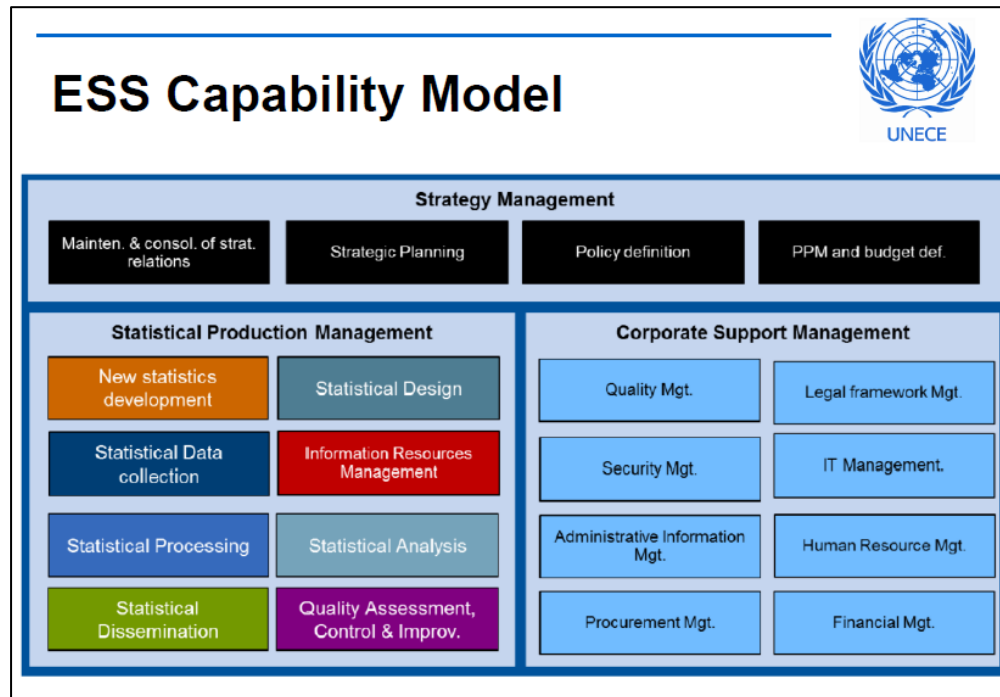 ESS Capability Model
UNECE
Strategy Management
Mainten. & consol. of strat.
relations
Strategic Planning
Policy definition
PPM and budget def.
Statistical Production Management
New statistics
development
Statistical Design
Statistical Data
collection
Information Resources
Management
Statistical Processing
Statistical Analysis
Statistical
Dissemination
Quality Assessment,
Control & Improv.
Corporate Support Management
Quality Mgt.
Legal framework Mgt.
Security Mgt.
IT Management.
Administrative Information
Mgt.
Human Resource Mgt.
Procurement Mgt.
Financial Mgt.